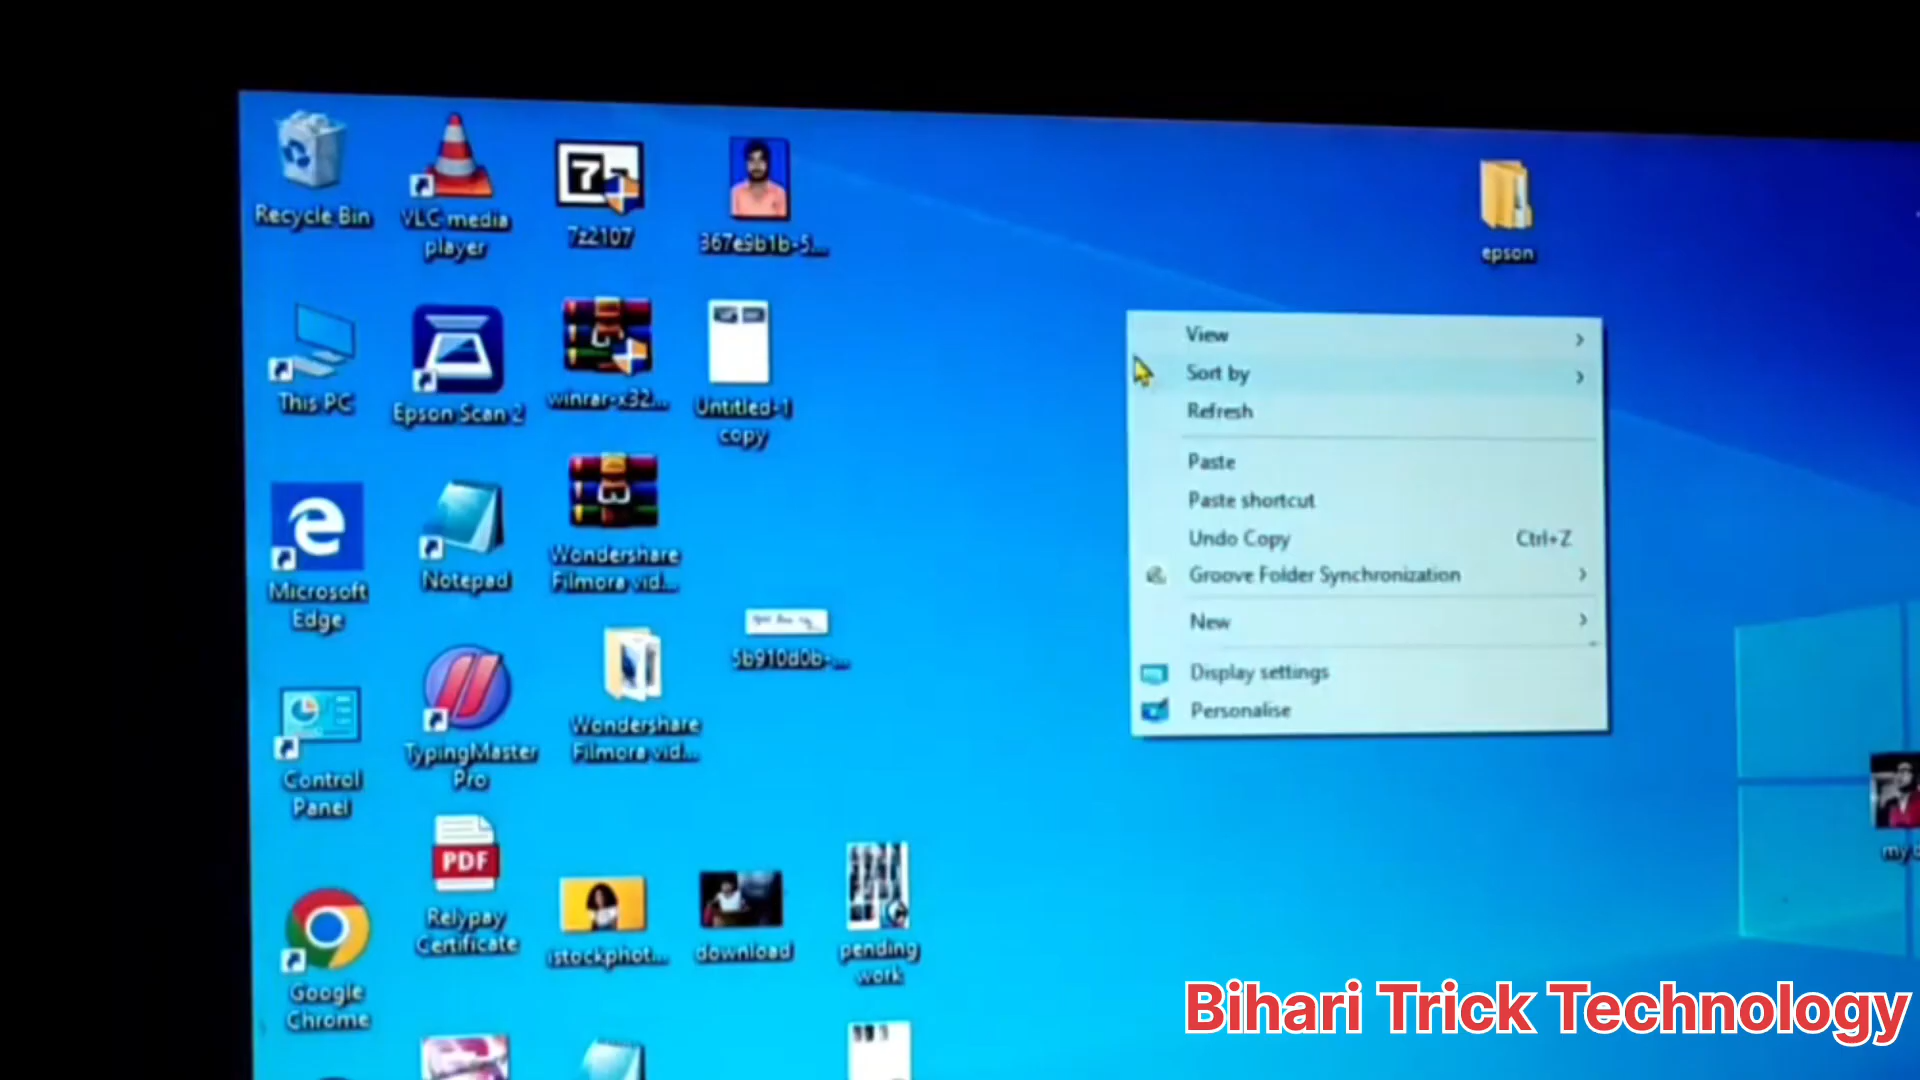 Recycle Bin
VLC media
player
7z2107
367e9b1b-5...
epson
This PC
Epson Scan 2
winrar-x32...
Untitled-1
copy
Microsoft
Edge
Notepad
Wondershare
Filmora vid...
5b910d0b-...
Control
Panel
TypingMaster
Pro
Wondershare
Filmora vid...
PDF
Relypay
Certificate
istockphot...
download
pending
work
Google
Chrome
View
Sort by
Refresh
Paste
Paste shortcut
Undo Copy Ctrl+Z
Groove Folder Synchronization
New
Display settings
Personalise
Bihari Trick Technology